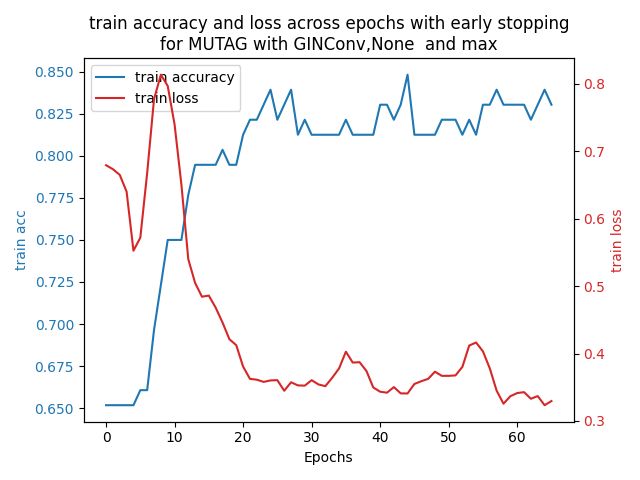 train accuracy and loss across epochs with early stopping
for MUTAG with GINConv,None  and max
train accuracy
train loss
train acc
0.850
0.825
0.800
0.775
0.750
0.725
0.700
0.675
0.650
0.8
0.7
0.6
0.5
0.4
0.3
train loss
0 10 20 30 40 50 60
Epochs